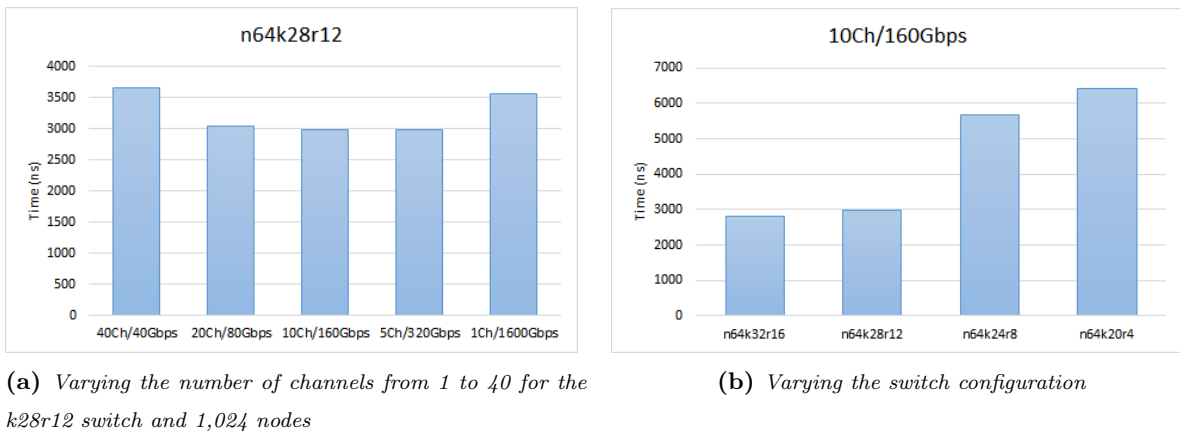 n64k28r12
4000
3500
3000
2500
2000
1500
1000
500
0
Time (ns)
40Ch/40Gbps 20Ch/80Gbps 10Ch/160Gbps 5Ch/320Gbps 1Ch/1600Gbps
(a) Varying the number of channels from 1 to 40 for the
k28r12 switch and 1,024 nodes
10Ch/160Gbps
7000
6000
5000
4000
3000
2000
1000
0
Time (ns)
n64k32r16 n64k28r12 n64k24r8 n64k20r4
(b) Varying the switch configuration